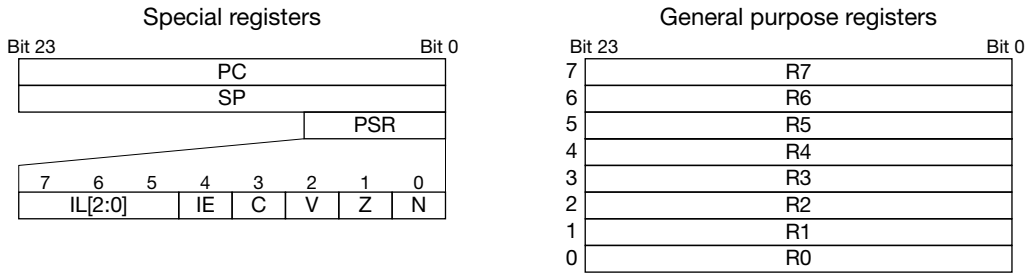 Special registers
Bit 23 Bit 0
PC
SP
PSR
7 6 5 4 3 2 1 0
IL[2:0] IE C V Z N
General purpose registers
Bit 23 Bit 0
7 R7
6 R6
5 R5
4 R4
3 R3
2 R2
1 R1
0 R0